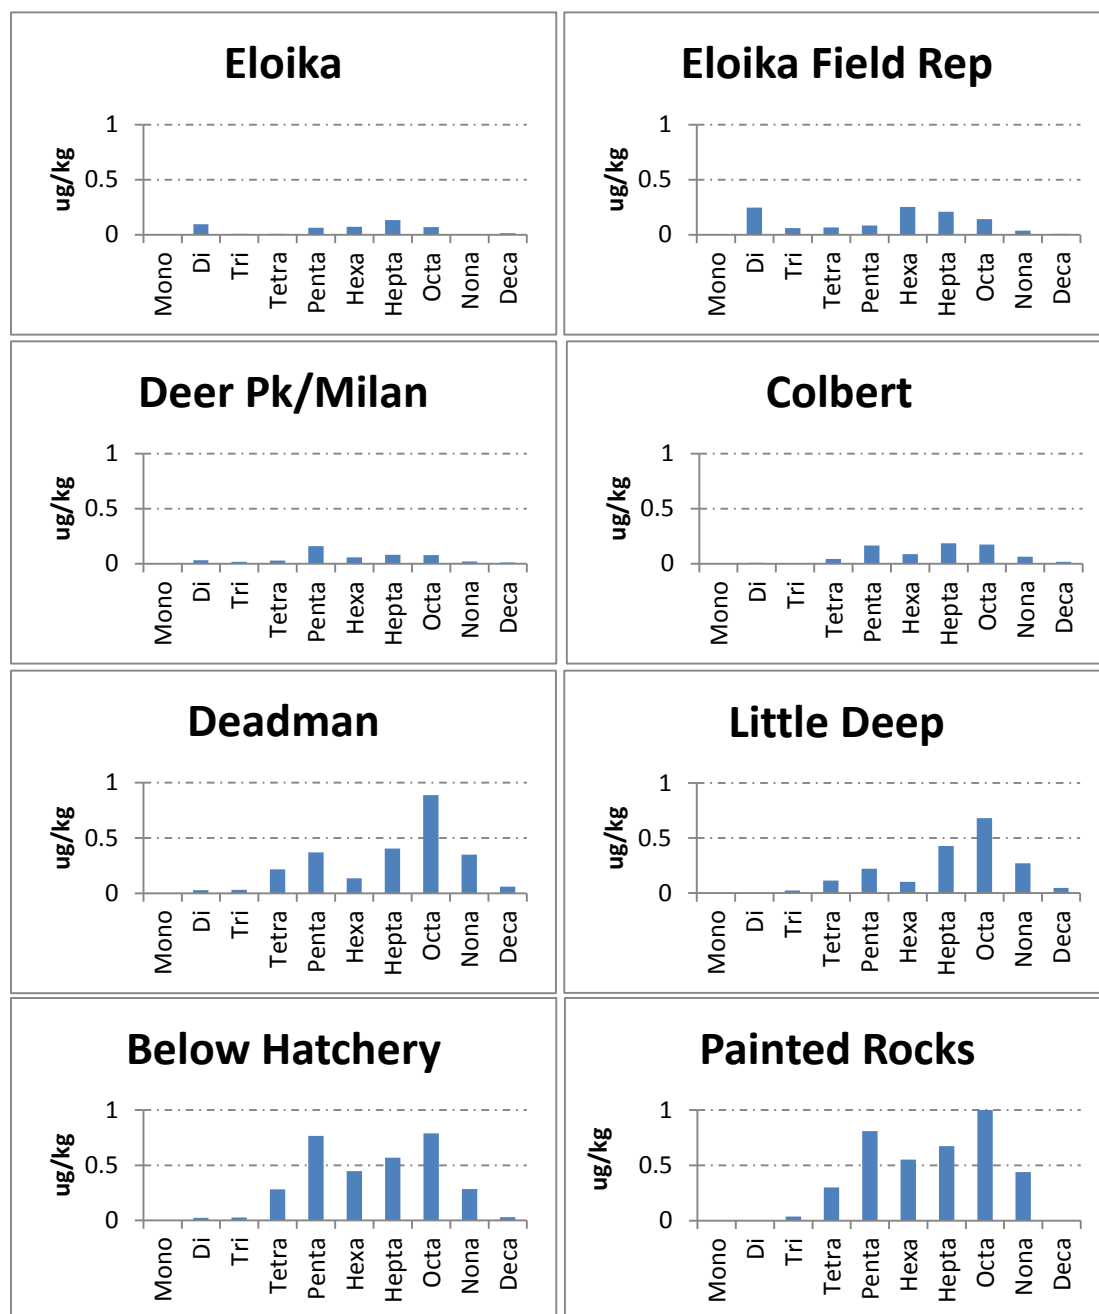 Eloika
1
0.5
0
ug/kg
Mono
Di
Tri
Tetra
Penta
Hexa
Hepta
Octa
Nona
Deca
Eloika Field Rep
1
0.5
0
ug/kg
Mono
Di
Tri
Tetra
Penta
Hexa
Hepta
Octa
Nona
Deca
Deer Pk/Milan
1
0.5
0
ug/kg
Mono
Di
Tri
Tetra
Penta
Hexa
Hepta
Octa
Nona
Deca
Colbert
1
0.5
0
ug/kg
Mono
Di
Tri
Tetra
Penta
Hexa
Hepta
Octa
Nona
Deca
Deadman
1
0.5
0
ug/kg
Mono
Di
Tri
Tetra
Penta
Hexa
Hepta
Octa
Nona
Deca
Little Deep
1
0.5
0
ug/kg
Mono
Di
Tri
Tetra
Penta
Hexa
Hepta
Octa
Nona
Deca
Below Hatchery
1
0.5
0
ug/kg
Mono
Di
Tri
Tetra
Penta
Hexa
Hepta
Octa
Nona
Deca
Painted Rocks
1
0.5
0
ug/kg
Mono
Di
Tri
Tetra
Penta
Hexa
Hepta
Octa
Nona
Deca